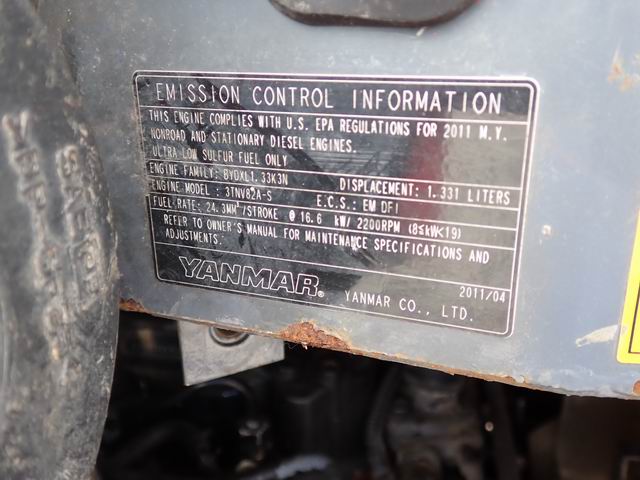 EMISSION CONTROL INFORMATION
THIS ENGINE COMPLIES WITH U.S. EPA REGULATIONS FOR 2011 M.Y.
NONROAD AND STATIONARY DIESEL ENGINES.
ULTRA LOW SULFUR FUEL ONLY
ENGINE FAMILY : BYDXL1.33K3N DISPLACEMENT: 1.331 LITERS
ENGINE MODEL : 3TNV82A-S E.C.S.: EM DFI
FUEL RATE: 24.3MM³/STROKE @ 16.6 kW/ 2200RPM (8≤kW<19)
REFER TO OWNER'S MANUAL FOR MAINTENANCE SPECIFICATIONS AND
ADJUSTMENTS.
2011/04
YANMAR® YANMAR CO., LTD.